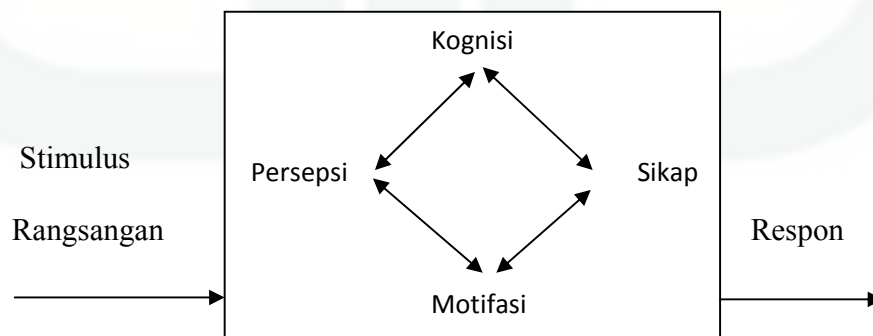 Kognisi
Stimulus
Persepsi
Sikap
Rangsangan
Respon
Motifasi